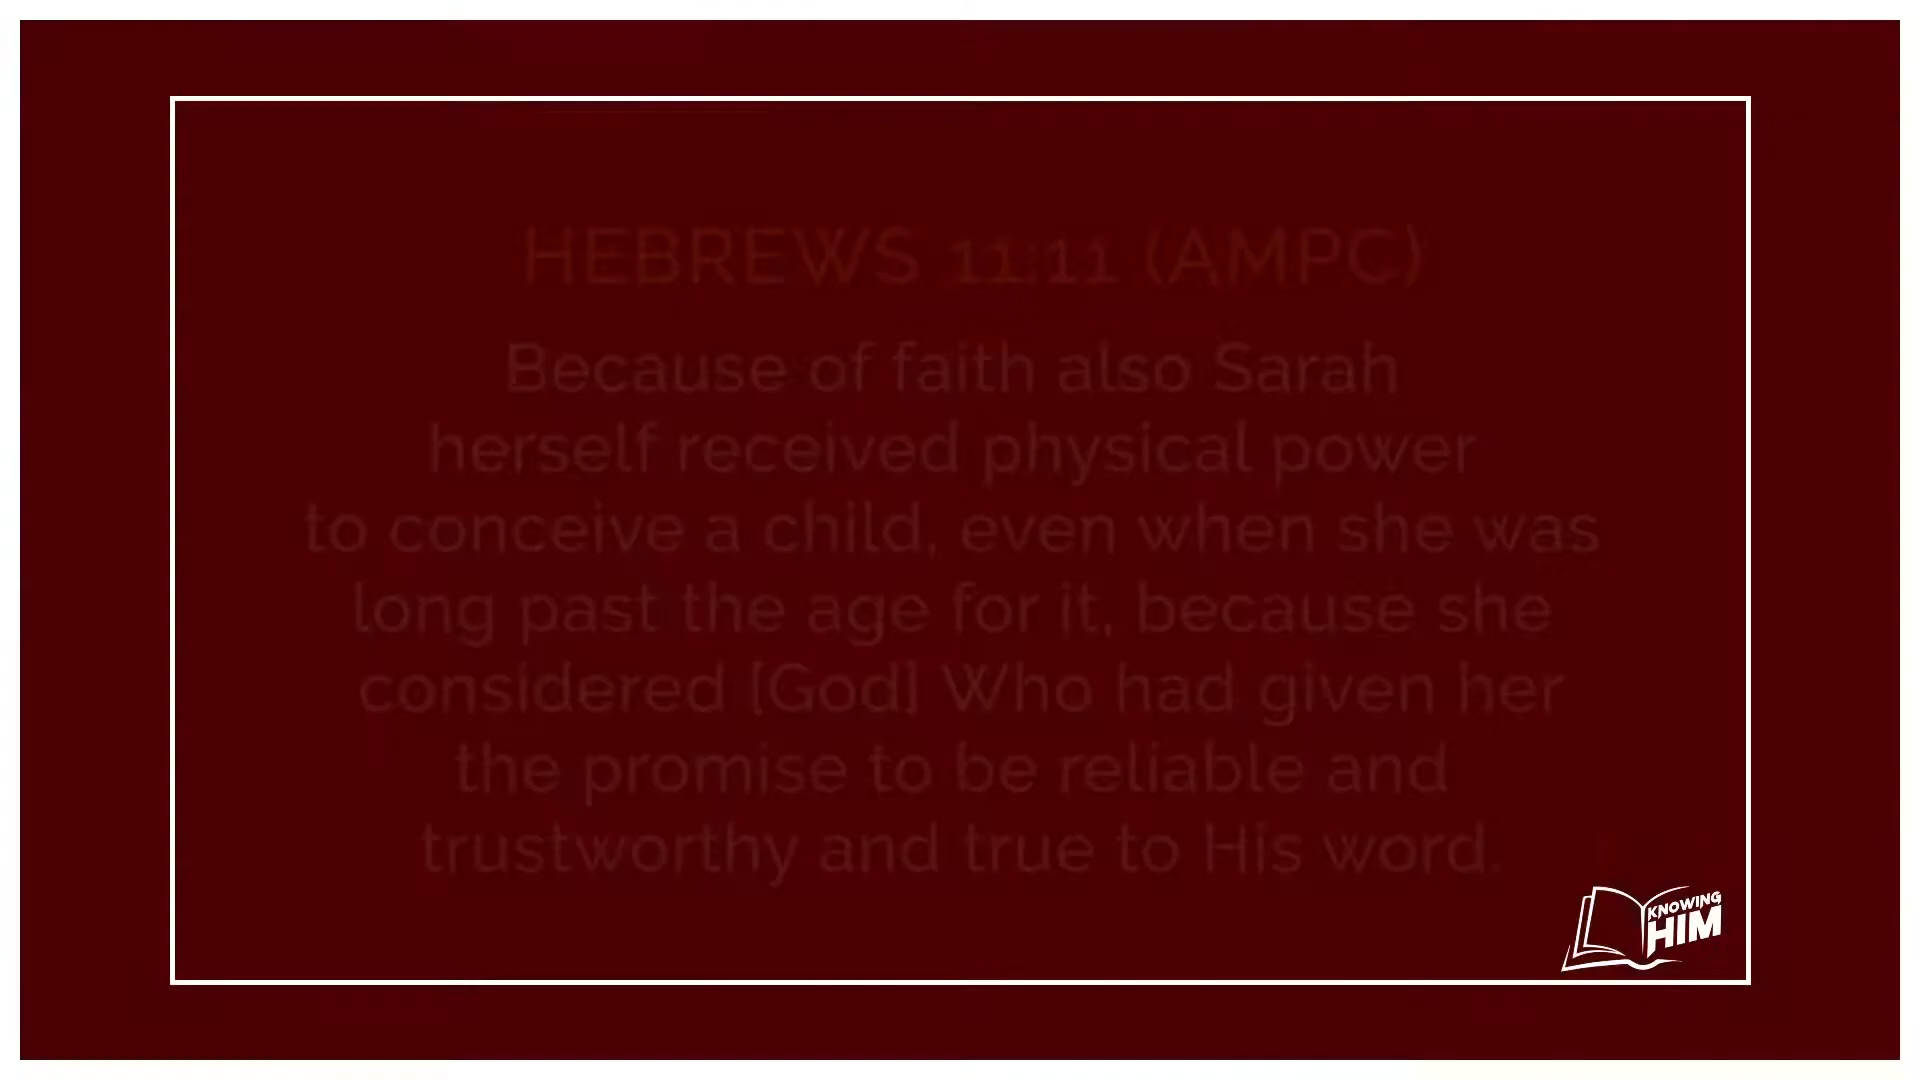 HEBREWS 11:11 (AMPC)
Because of faith also Sarah
herself received physical power
to conceive a child, even when she was
long past the age for it, because she
considered [God] Who had given her
the promise to be reliable and
trustworthy and true to His word.
KNOWING
HIM